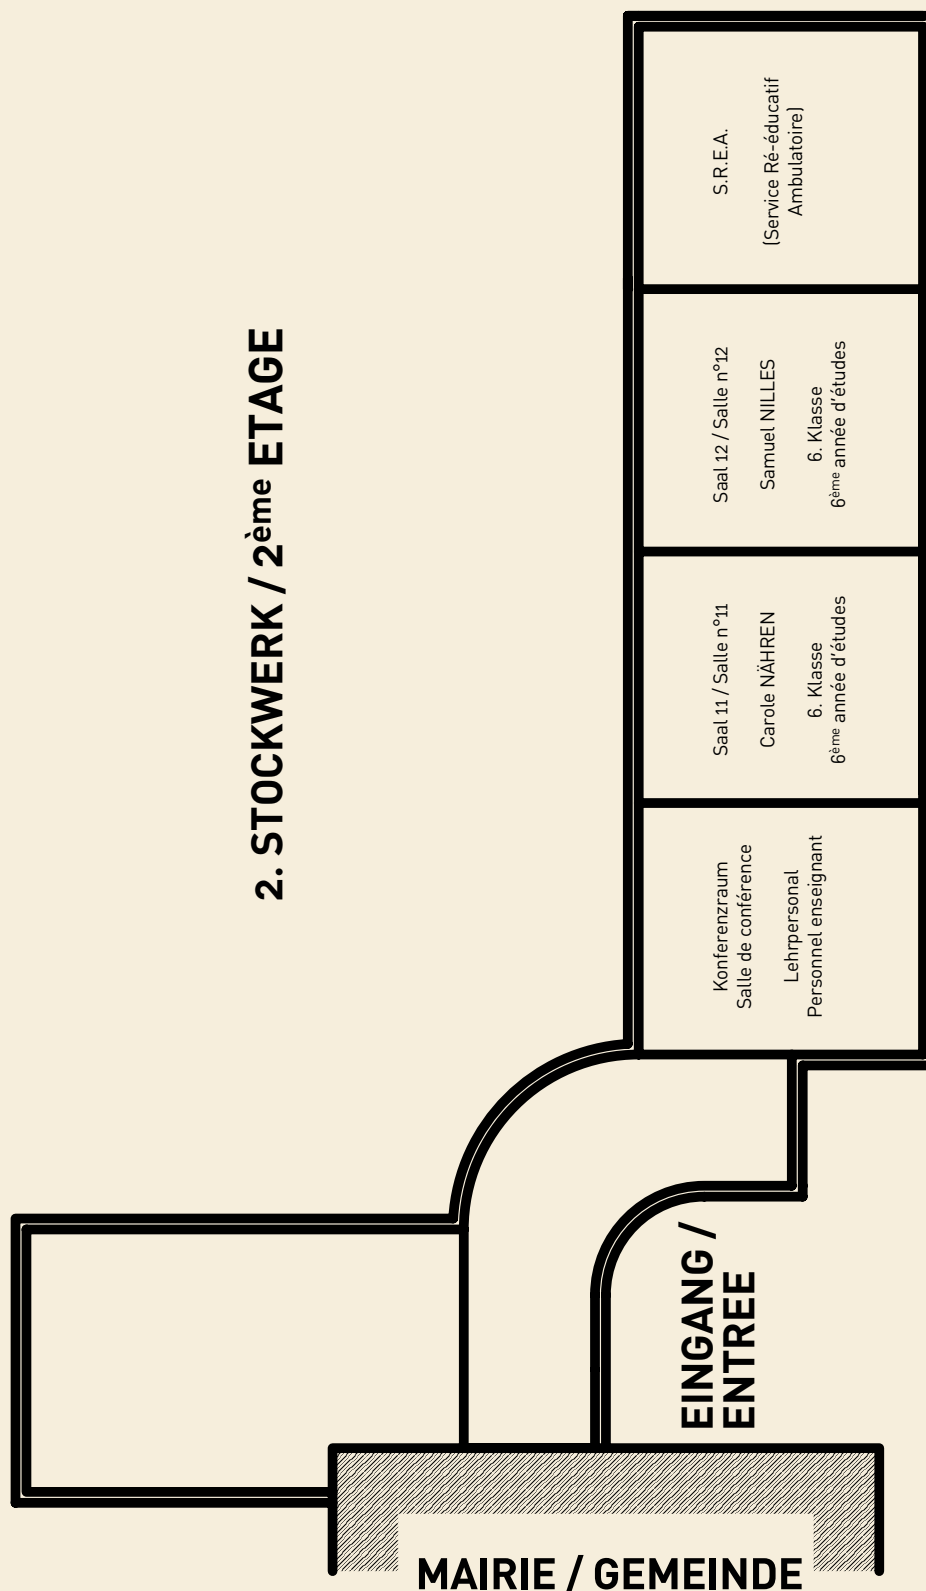 2. STOCKWERK / 2ème ETAGE
S.R.E.A.
(Service Ré-éducatif
Ambulatoire)
Saal 12 / Salle n°12
Samuel NILLES
6. Klasse
6ème année d'études
Saal 11 / Salle n°11
Carole NÄHREN
6. Klasse
6ème année d'études
Konferenzraum
Salle de conférence
Lehrpersonal
Personnel enseignant
EINGANG /
ENTREE
MAIRIE / GEMEINDE